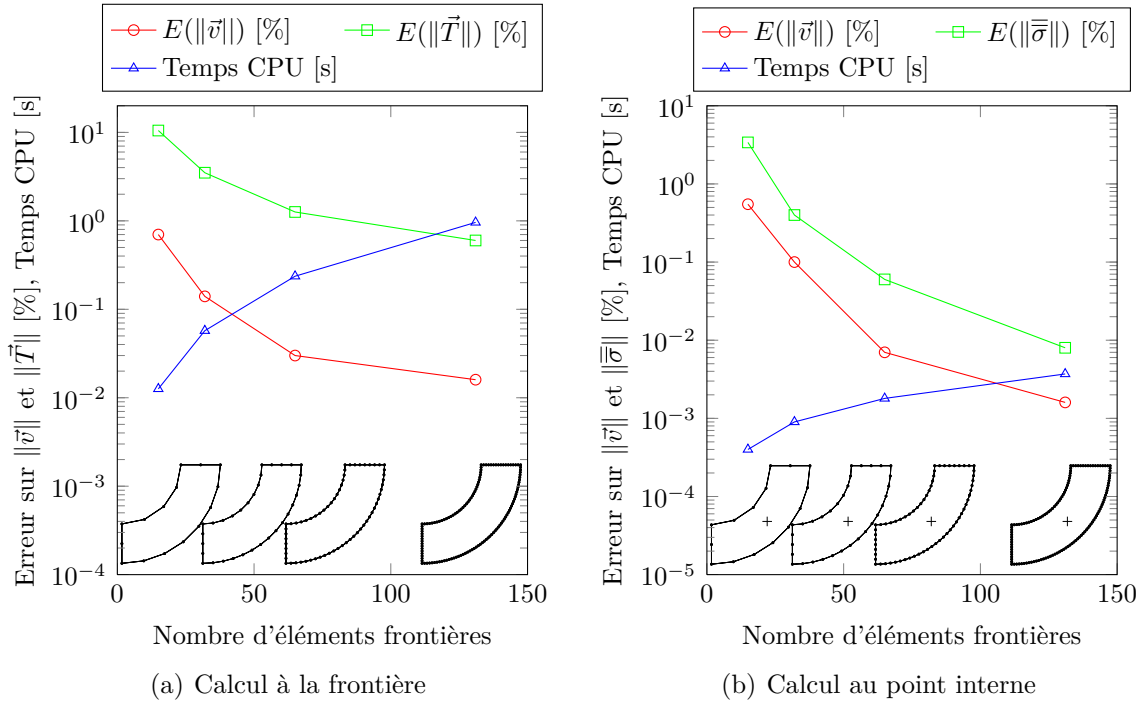 E(‖v⃗‖) [%]
E(‖T⃗‖) [%]
Temps CPU [s]
Erreur sur ‖v⃗‖ et ‖T⃗‖ [%], Temps CPU [s]
10^1
10^0
10^−1
10^−2
10^−3
10^−4
0
50
100
150
Nombre d'éléments frontières
(a) Calcul à la frontière
E(‖v⃗‖) [%]
E(‖σ̿‖) [%]
Temps CPU [s]
Erreur sur ‖v⃗‖ et ‖σ̿‖ [%], Temps CPU [s]
10^1
10^0
10^−1
10^−2
10^−3
10^−4
10^−5
0
50
100
150
Nombre d'éléments frontières
(b) Calcul au point interne